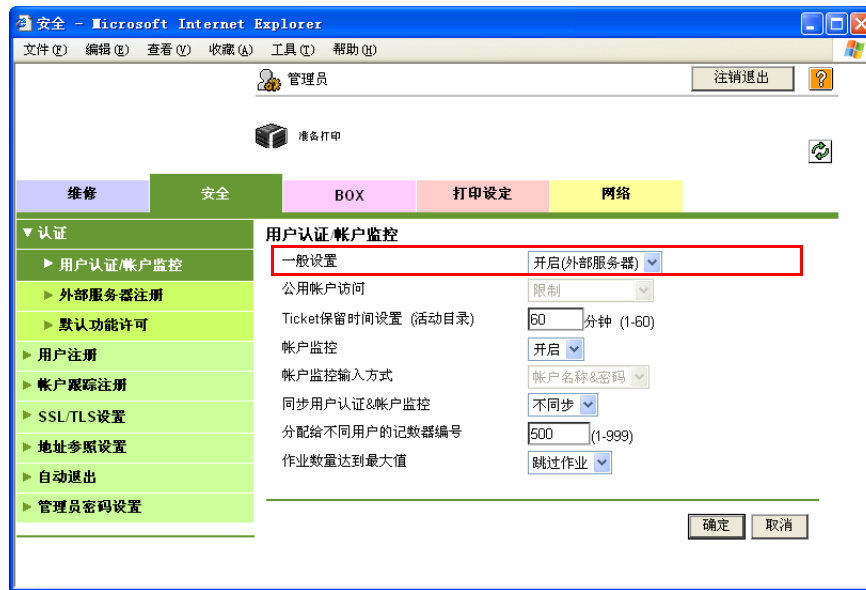 安全 - Microsoft Internet Explorer
文件(F) 编辑(E) 查看(V) 收藏(A) 工具(T) 帮助(H)
管理员 注销退出 ?
准备打印
维修 安全 BOX 打印设定 网络
▼认证
▶用户认证/帐户监控
▶外部服务器注册
▶默认功能许可
▶用户注册
▶帐户跟踪注册
▶SSL/TLS设置
▶地址参照设置
▶自动退出
▶管理员密码设置
用户认证/帐户监控
一般设置 开启(外部服务器)
公用帐户访问 限制
Ticket保留时间设置 (活动目录) 60 分钟 (1-60)
帐户监控 开启
帐户监控输入方式 帐户名称&密码
同步用户认证&帐户监控 不同步
分配给不同用户的记数器编号 500 (1-999)
作业数量达到最大值 跳过作业
确定 取消